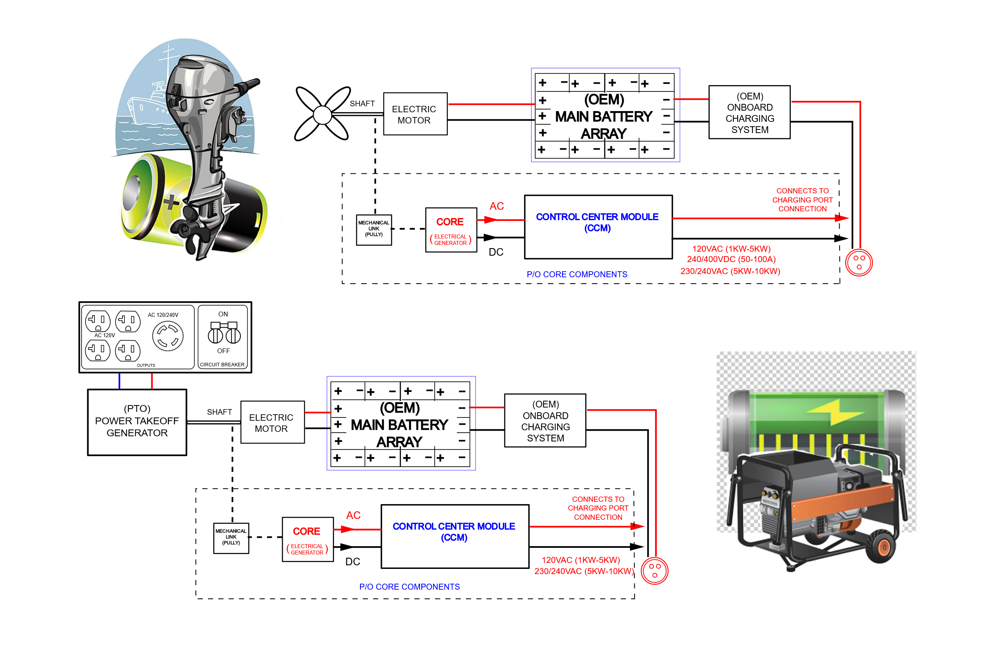 SHAFT
ELECTRIC
MOTOR
+ − + − + − + −
+ (OEM) −
+ MAIN BATTERY −
+ ARRAY −
+ − + − + − + −
(OEM)
ONBOARD
CHARGING
SYSTEM
MECHANICAL
LINK
(PULLY)
CORE
(ELECTRICAL
GENERATOR)
AC
DC
CONTROL CENTER MODULE
(CCM)
CONNECTS TO
CHARGING PORT
CONNECTION
120VAC (1KW-5KW)
240/400VDC (50-100A)
230/240VAC (5KW-10KW)
P/O CORE COMPONENTS
+
AC 120/240V
AC 120V
OUTPUTS
ON
OFF
CIRCUIT BREAKER
(PTO)
POWER TAKEOFF
GENERATOR
SHAFT
ELECTRIC
MOTOR
+ − + − + − + −
+ (OEM) −
+ MAIN BATTERY −
+ ARRAY −
+ − + − + − + −
(OEM)
ONBOARD
CHARGING
SYSTEM
MECHANICAL
LINK
(PULLY)
CORE
(ELECTRICAL
GENERATOR)
AC
DC
CONTROL CENTER MODULE
(CCM)
CONNECTS TO
CHARGING PORT
CONNECTION
120VAC (1KW-5KW)
230/240VAC (5KW-10KW)
P/O CORE COMPONENTS